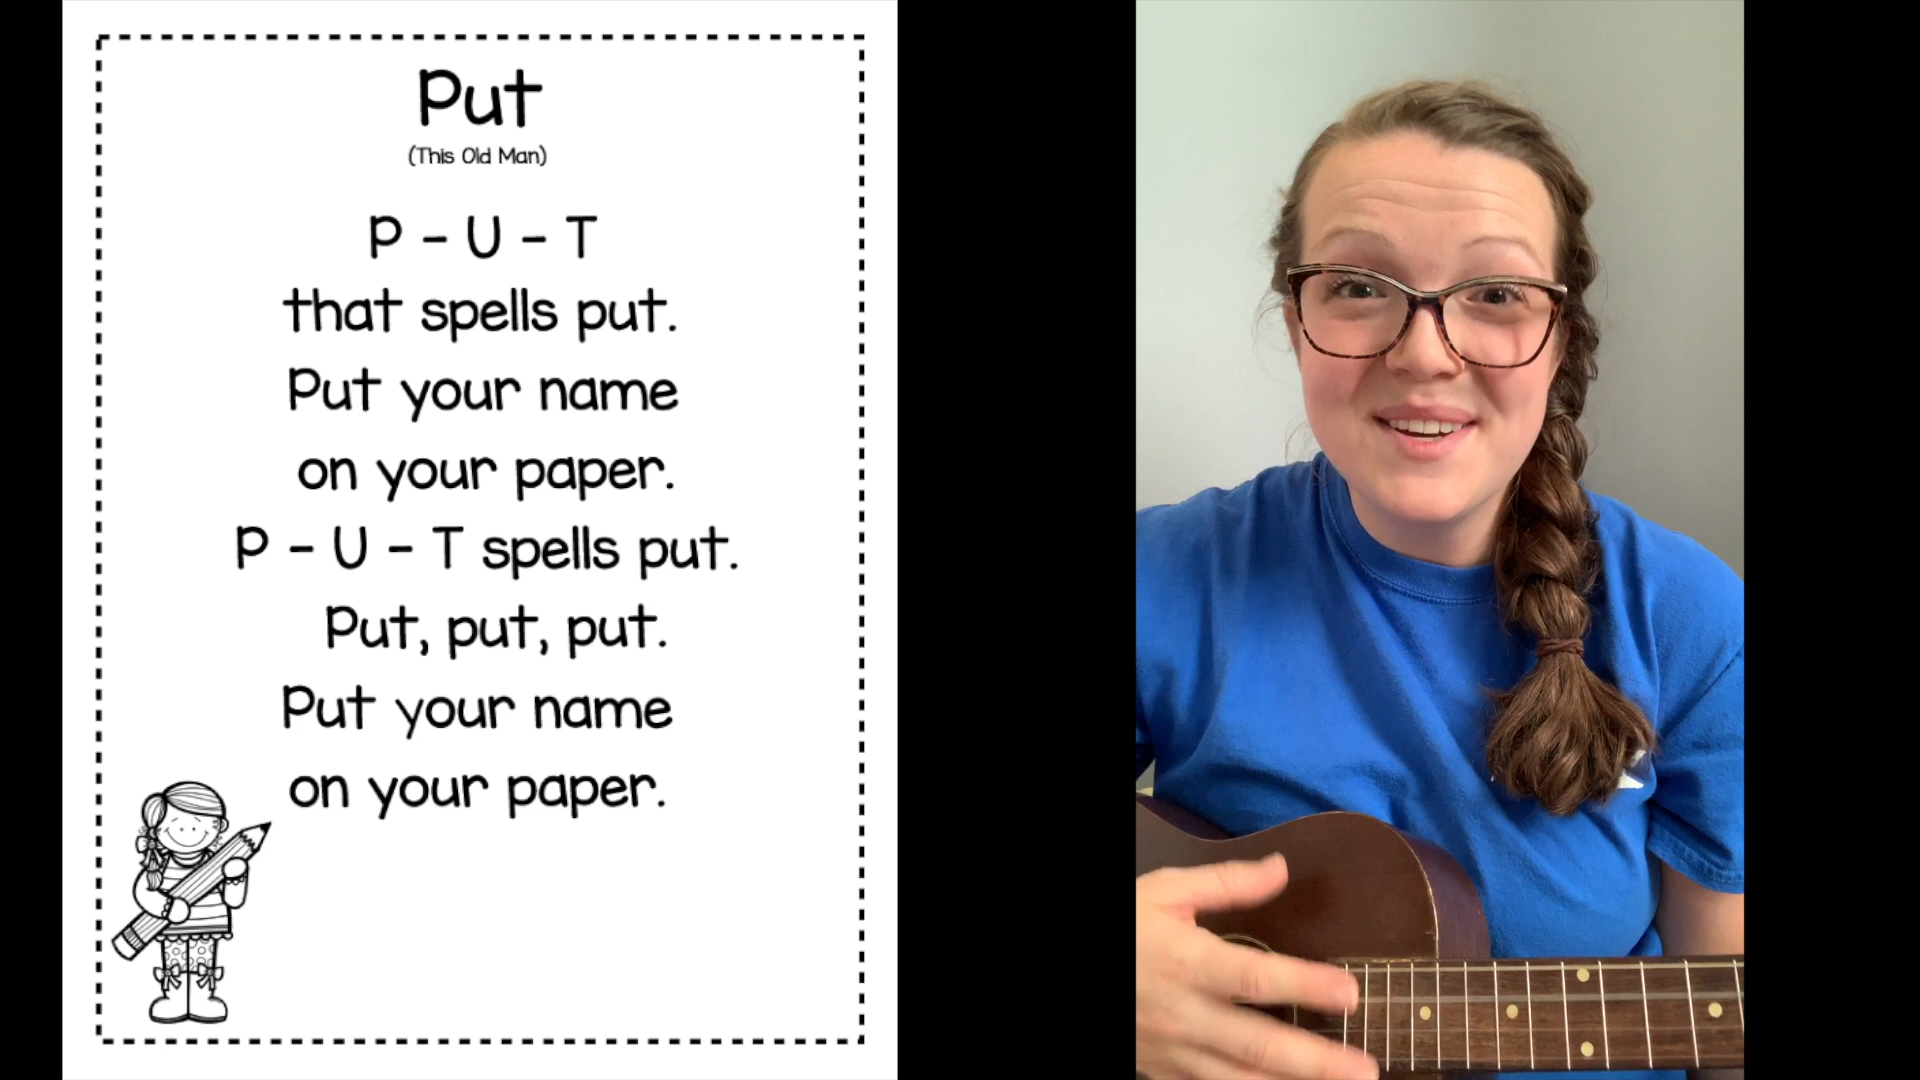 Put
(This Old Man)
P - U - T
that spells put.
Put your name
on your paper.
P - U - T spells put.
Put, put, put.
Put your name
on your paper.